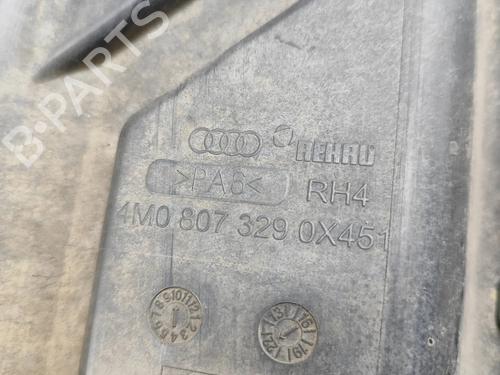 B-PARTS
REHAU
>PA6< RH4
4M0 807 329 0X451